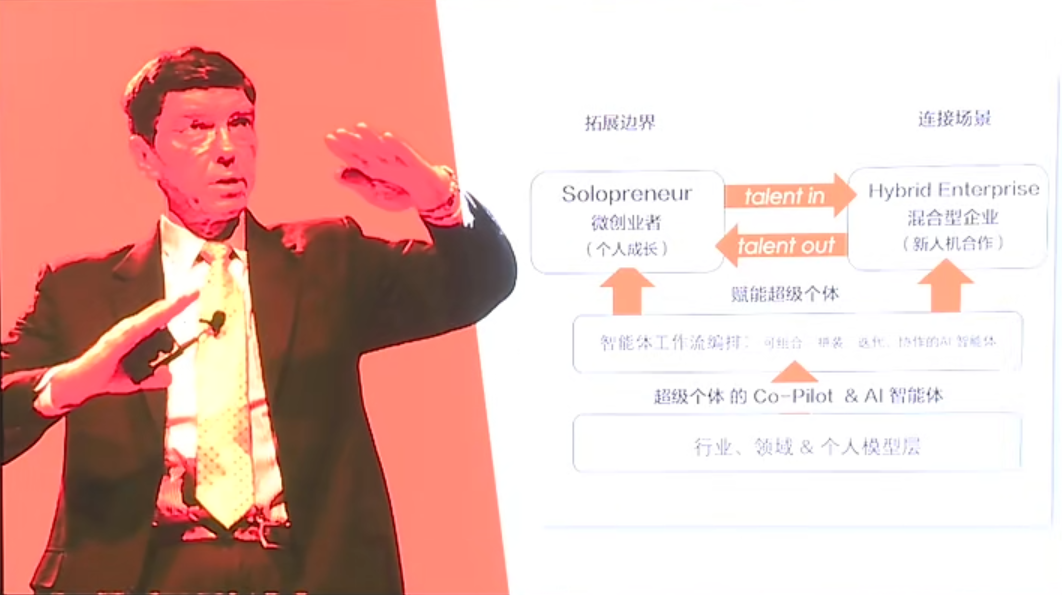 拓展边界
连接场景
Solopreneur
微创业者
（个人成长）
talent in
talent out
Hybrid Enterprise
混合型企业
（新人机合作）
赋能超级个体
智能体工作流编排：可组合、拼装、迭代、协作的AI 智能体
超级个体 的 Co-Pilot & AI 智能体
行业、领域 & 个人模型层